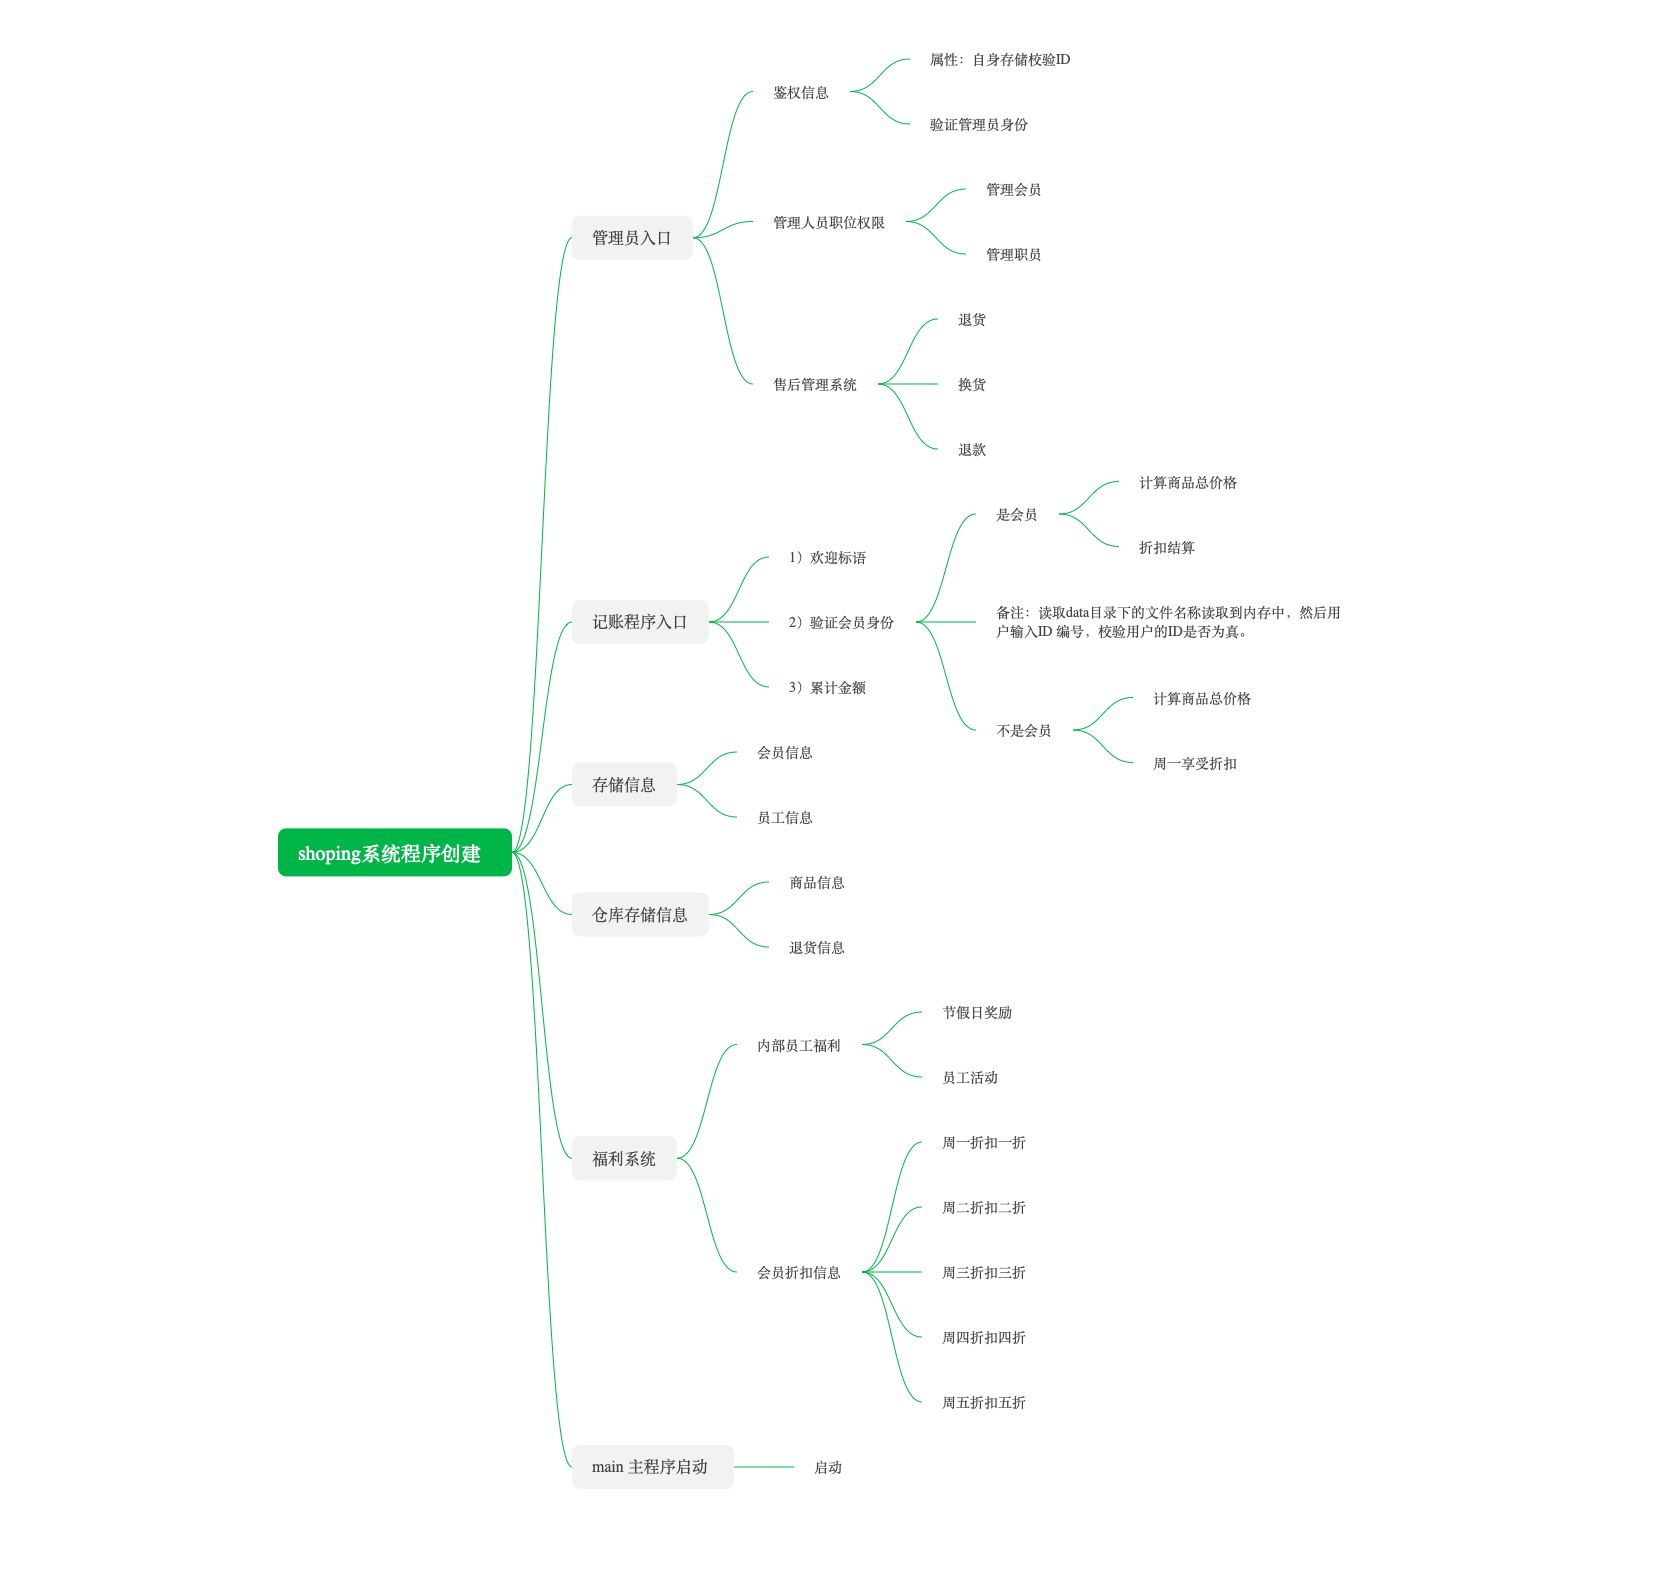 shoping系统程序创建
管理员入口
鉴权信息
属性：自身存储校验ID
验证管理员身份
管理人员职位权限
管理会员
管理职员
售后管理系统
退货
换货
退款
记账程序入口
1）欢迎标语
2）验证会员身份
是会员
计算商品总价格
折扣结算
备注：读取data目录下的文件名称读取到内存中，然后用
户输入ID 编号，校验用户的ID是否为真。
不是会员
计算商品总价格
周一享受折扣
3）累计金额
存储信息
会员信息
员工信息
仓库存储信息
商品信息
退货信息
福利系统
内部员工福利
节假日奖励
员工活动
会员折扣信息
周一折扣一折
周二折扣二折
周三折扣三折
周四折扣四折
周五折扣五折
main 主程序启动
启动